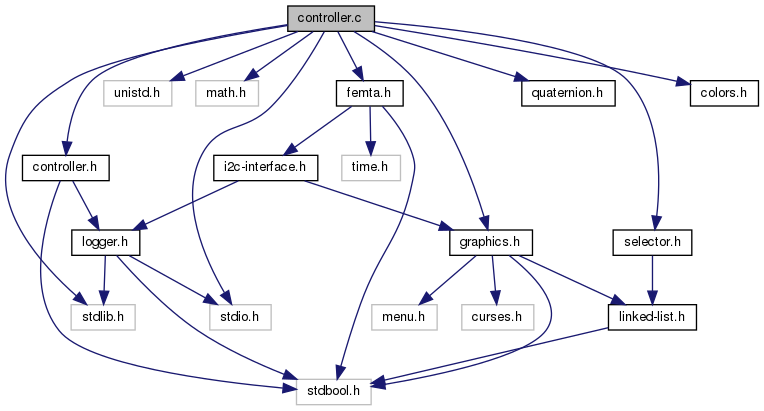 controller.c
unistd.h
math.h
femta.h
quaternion.h
colors.h
controller.h
i2c-interface.h
time.h
logger.h
graphics.h
selector.h
stdlib.h
stdio.h
menu.h
curses.h
linked-list.h
stdbool.h